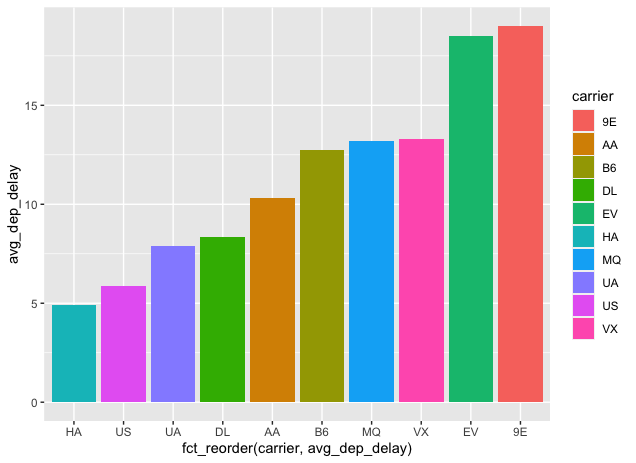 avg_dep_delay
15
10
5
0
HA US UA DL AA B6 MQ VX EV 9E
fct_reorder(carrier, avg_dep_delay)
carrier
9E
AA
B6
DL
EV
HA
MQ
UA
US
VX